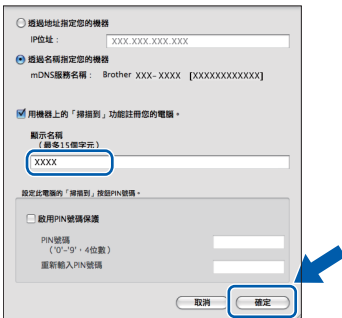 透過地址指定您的機器
IP位址： XXX.XXX.XXX.XXX
透過名稱指定您的機器
mDNS服務名稱： Brother XXX-XXXX [XXXXXXXXXXXX]
用機器上的「掃描到」功能註冊您的電腦。
顯示名稱
（最多15個字元）
XXXX
設定此電腦的「掃描到」按鈕PIN號碼。
啟用PIN號碼保護
PIN號碼
（'0'-'9'，4位數）
重新輸入PIN號碼
取消 確定